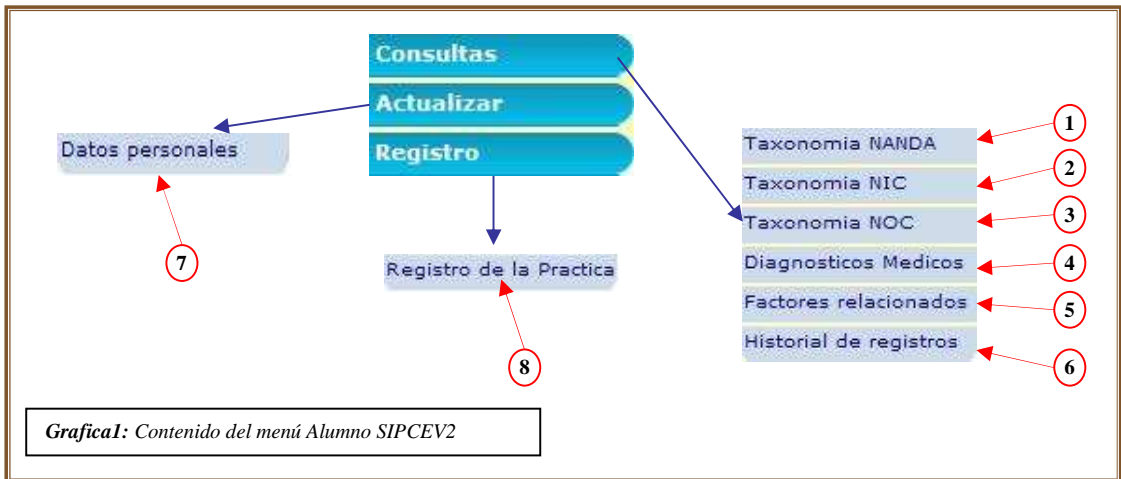 Consultas
Actualizar
Registro
Datos personales
7
Registro de la Practica
8
Taxonomia NANDA
1
Taxonomia NIC
2
Taxonomia NOC
3
Diagnosticos Medicos
4
Factores relacionados
5
Historial de registros
6
Grafica1: Contenido del menú Alumno SIPCEV2